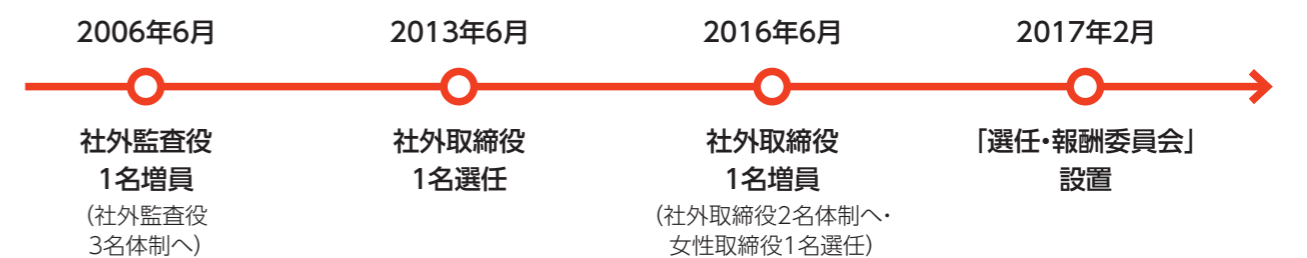 2006年6月
社外監査役
1名増員
(社外監査役
3名体制へ)
2013年6月
社外取締役
1名選任
2016年6月
社外取締役
1名増員
(社外取締役2名体制へ・
女性取締役1名選任)
2017年2月
「選任・報酬委員会」
設置